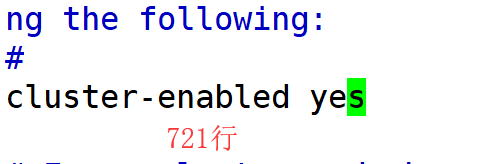 ng the following:
#
cluster-enabled yes
721行